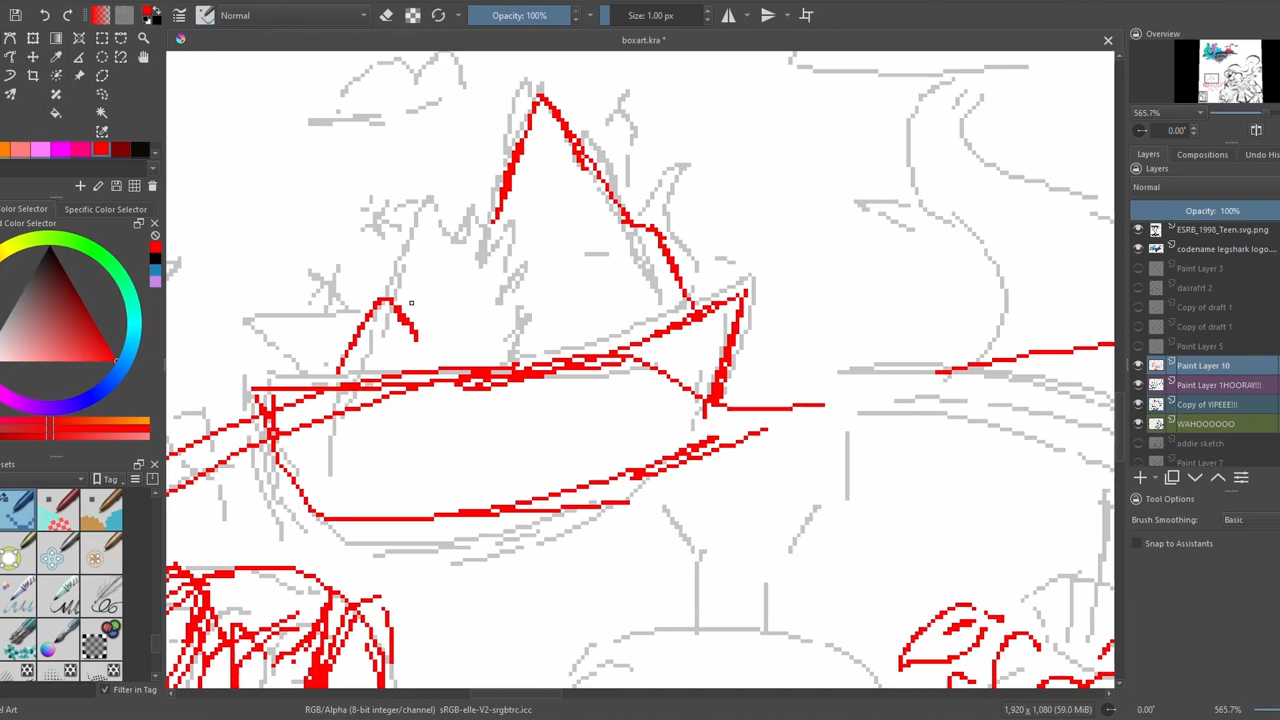 Normal
Opacity: 100%
Size: 1.00 px
boxart.kra *
Overview
565.7%
0.00°
Layers
Compositions
Undo His
Layers
Normal
Opacity: 100%
ESRB_1998_Teen.svg.png
codename legshark logo
Paint Layer 3
dasrafrt 2
Copy of draft 1
Copy of draft 1
Paint Layer 5
Paint Layer 10
Paint Layer 1HOORAY!!!
Copy of YIPEEE!!!
WAHOOOOOO
addie sketch
Paint Layer 7
Tool Options
Brush Smoothing:
Basic
Snap to Assistants
Color Selector
Specific Color Selector
Color Selector
sets
Tag
Filter in Tag
el Art
RGB/Alpha (8-bit integer/channel) sRGB-elle-V2-srgbtrc.icc
1,920 x 1,080 (59.0 MiB)
0.00°
565.7%